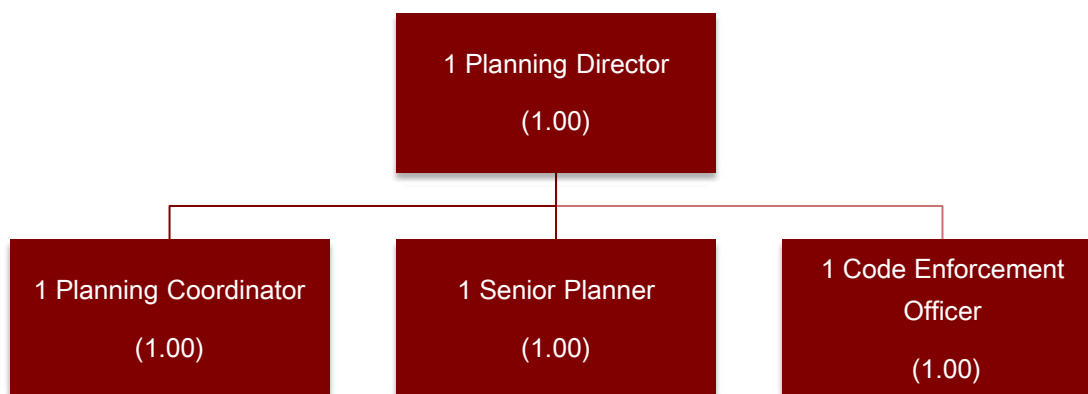 1 Planning Director
(1.00)
1 Planning Coordinator
(1.00)
1 Senior Planner
(1.00)
1 Code Enforcement
Officer
(1.00)